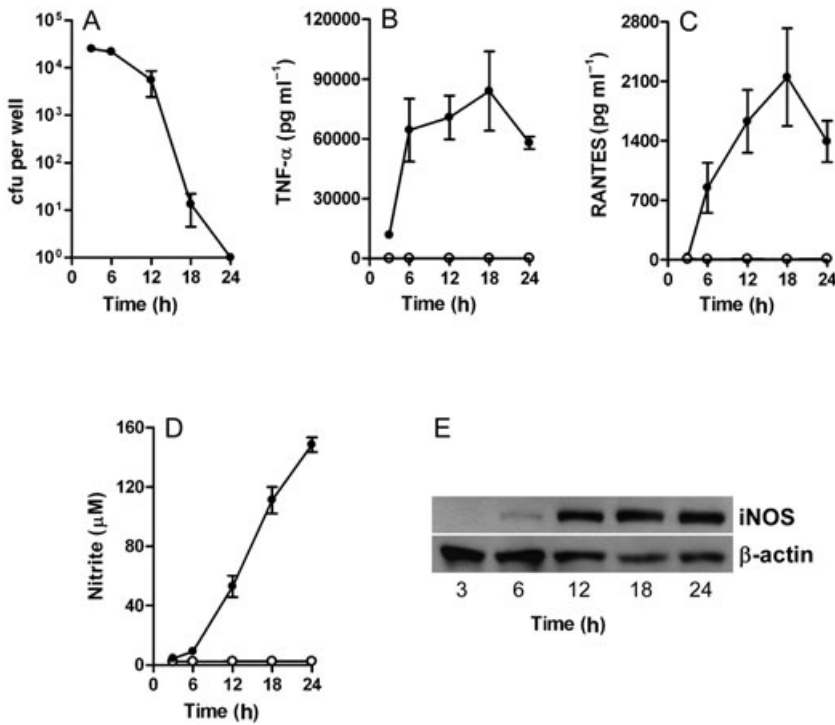 A
cfu per well
10⁵
10⁴
10³
10²
10¹
10⁰
0 6 12 18 24
Time (h)
B
TNF-α (pg ml⁻¹)
120000
90000
60000
30000
0
0 6 12 18 24
Time (h)
C
RANTES (pg ml⁻¹)
2800
2100
1400
700
0
0 6 12 18 24
Time (h)
D
Nitrite (μM)
160
120
80
40
0
0 6 12 18 24
Time (h)
E
iNOS
β-actin
3 6 12 18 24
Time (h)